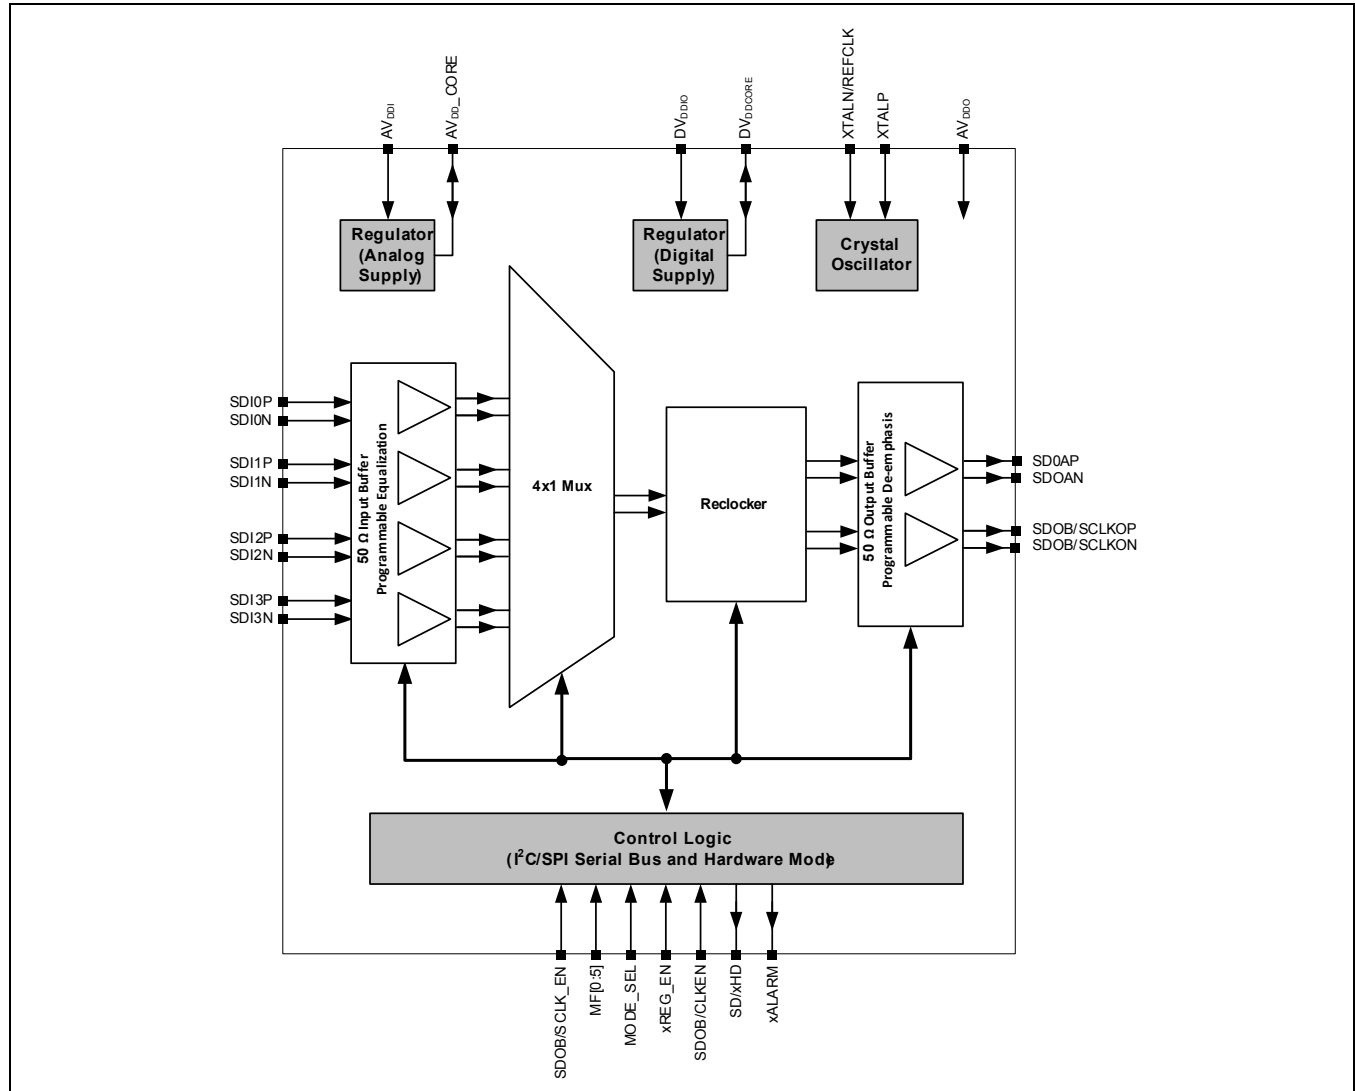 AVDDI
AVDD_CORE
DVDDIO
DVDDCORE
XTALN/REFCLK
XTALP
AVDDO
Regulator
(Analog
Supply)
Regulator
(Digital
Supply)
Crystal
Oscillator
SDI0P
SDI0N
SDI1P
SDI1N
SDI2P
SDI2N
SDI3P
SDI3N
50 Ω Input Buffer
Programmable Equalization
4x1 Mux
Reclocker
50 Ω Output Buffer
Programmable De-emphasis
SD0AP
SDOAN
SDOB/SCLKOP
SDOB/SCLKON
Control Logic
(I²C/SPI Serial Bus and Hardware Mode)
SDOB/SCLK_EN
MF[0:5]
MODE_SEL
xREG_EN
SDOB/CLKEN
SD/xHD
xALARM